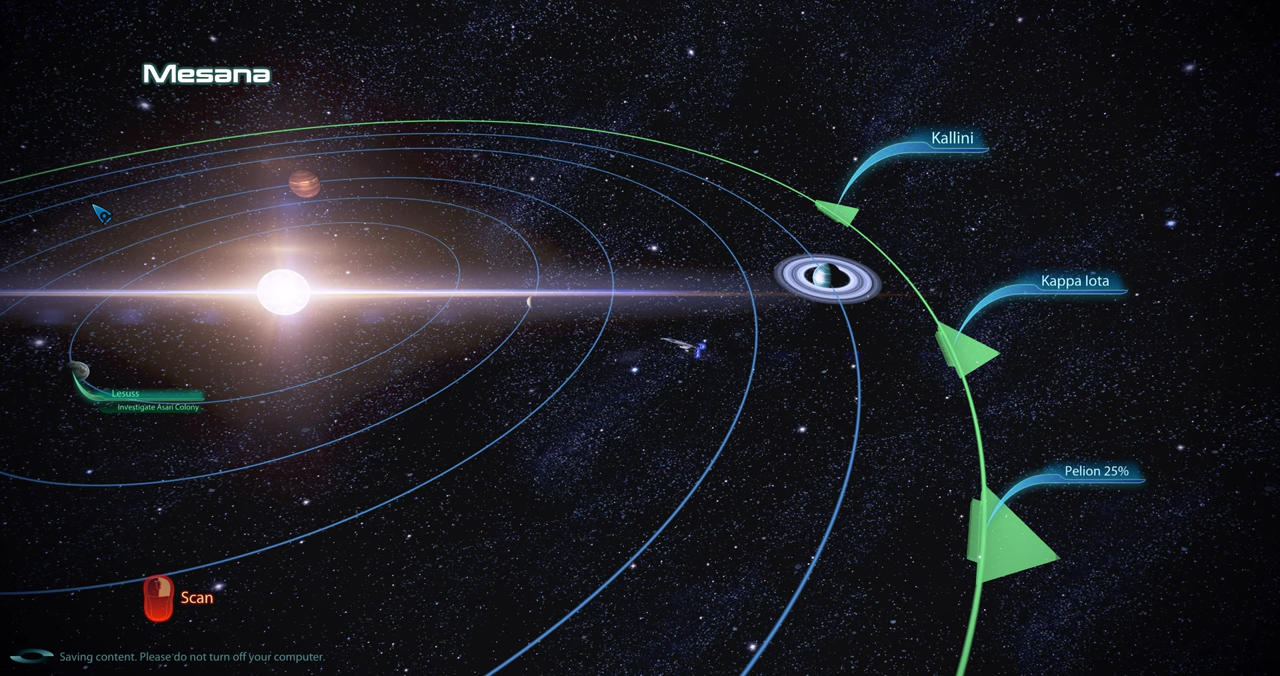 Mesana
Kallini
Kappa Iota
Lesuss
Investigate Asari Colony
Pelion 25%
Scan
Saving content. Please do not turn off your computer.